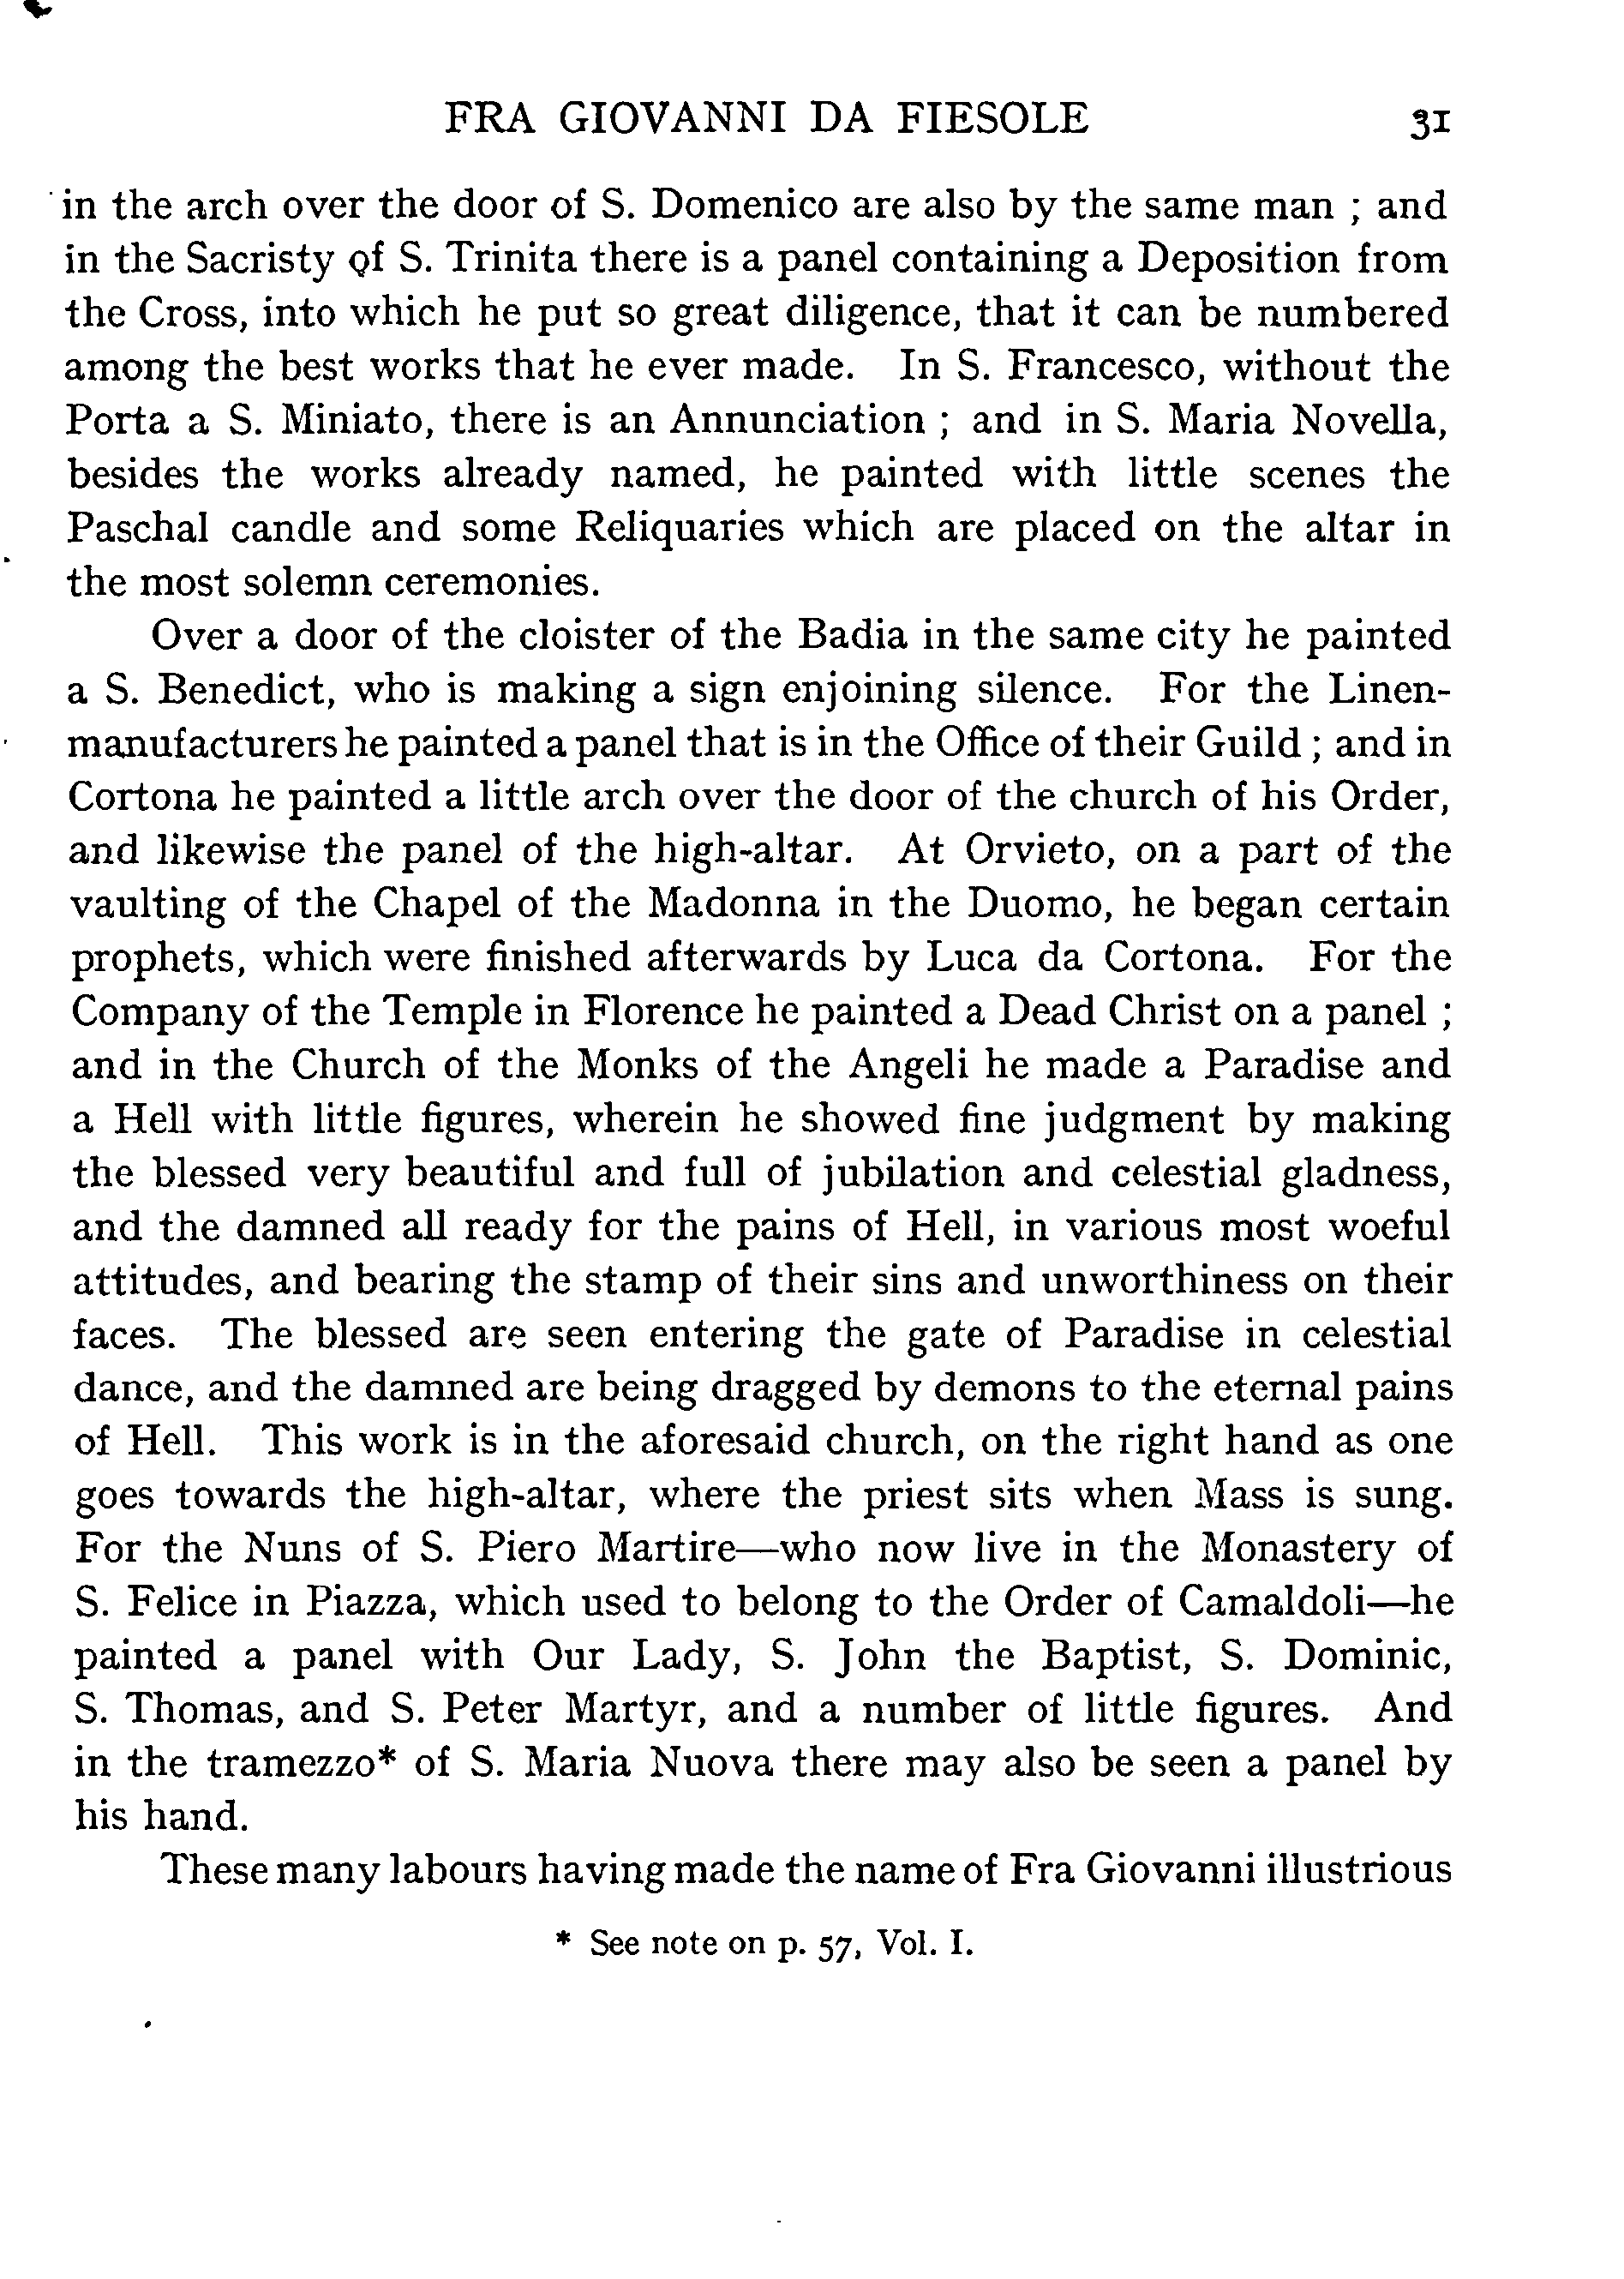 FRA GIOVANNI DA FIESOLE 31
in the arch over the door of S. Domenico are also by the same man ; and
in the Sacristy of S. Trinita there is a panel containing a Deposition from
the Cross, into which he put so great diligence, that it can be numbered
among the best works that he ever made. In S. Francesco, without the
Porta a S. Miniato, there is an Annunciation ; and in S. Maria Novella,
besides the works already named, he painted with little scenes the
Paschal candle and some Reliquaries which are placed on the altar in
the most solemn ceremonies.
Over a door of the cloister of the Badia in the same city he painted
a S. Benedict, who is making a sign enjoining silence. For the Linen-
manufacturers he painted a panel that is in the Office of their Guild ; and in
Cortona he painted a little arch over the door of the church of his Order,
and likewise the panel of the high-altar. At Orvieto, on a part of the
vaulting of the Chapel of the Madonna in the Duomo, he began certain
prophets, which were finished afterwards by Luca da Cortona. For the
Company of the Temple in Florence he painted a Dead Christ on a panel ;
and in the Church of the Monks of the Angeli he made a Paradise and
a Hell with little figures, wherein he showed fine judgment by making
the blessed very beautiful and full of jubilation and celestial gladness,
and the damned all ready for the pains of Hell, in various most woeful
attitudes, and bearing the stamp of their sins and unworthiness on their
faces. The blessed are seen entering the gate of Paradise in celestial
dance, and the damned are being dragged by demons to the eternal pains
of Hell. This work is in the aforesaid church, on the right hand as one
goes towards the high-altar, where the priest sits when Mass is sung.
For the Nuns of S. Piero Martire—who now live in the Monastery of
S. Felice in Piazza, which used to belong to the Order of Camaldoli—he
painted a panel with Our Lady, S. John the Baptist, S. Dominic,
S. Thomas, and S. Peter Martyr, and a number of little figures. And
in the tramezzo* of S. Maria Nuova there may also be seen a panel by
his hand.
These many labours having made the name of Fra Giovanni illustrious
* See note on p. 57, Vol. I.